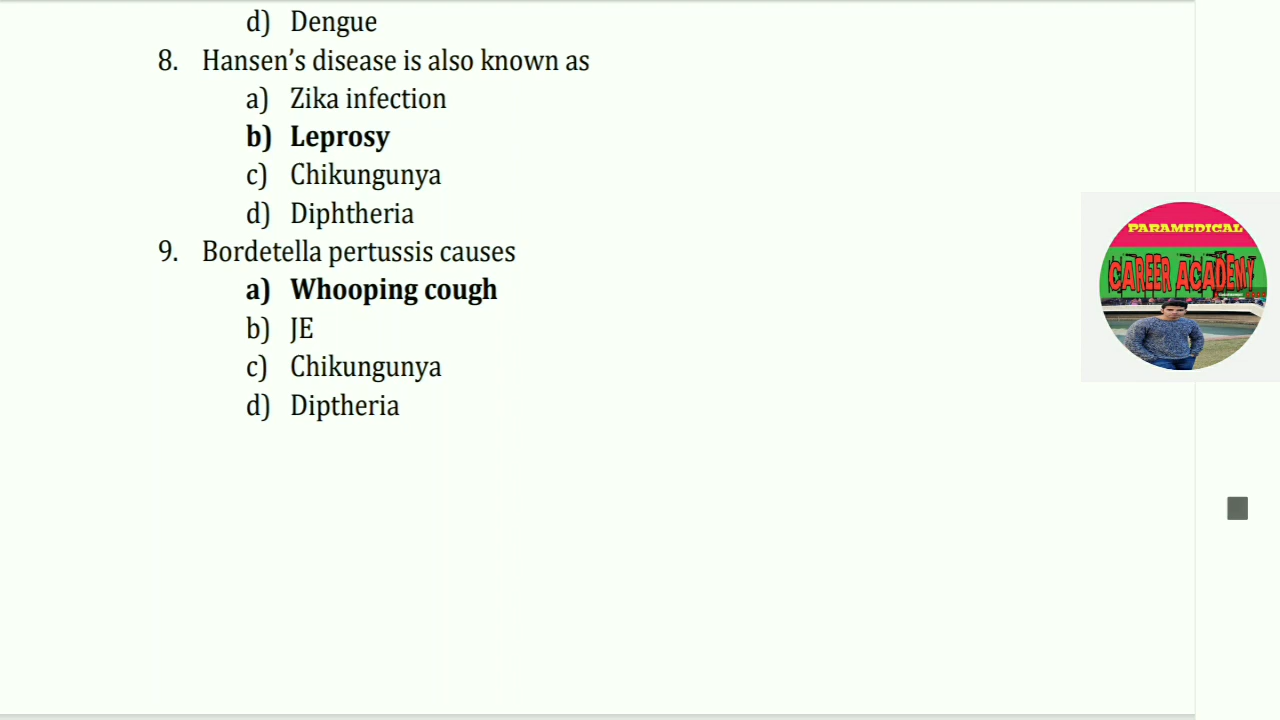 d) Dengue
8. Hansen’s disease is also known as
a) Zika infection
b) Leprosy
c) Chikungunya
d) Diphtheria
9. Bordetella pertussis causes
a) Whooping cough
b) JE
c) Chikungunya
d) Diptheria
PARAMEDICAL
CAREER ACADEMY